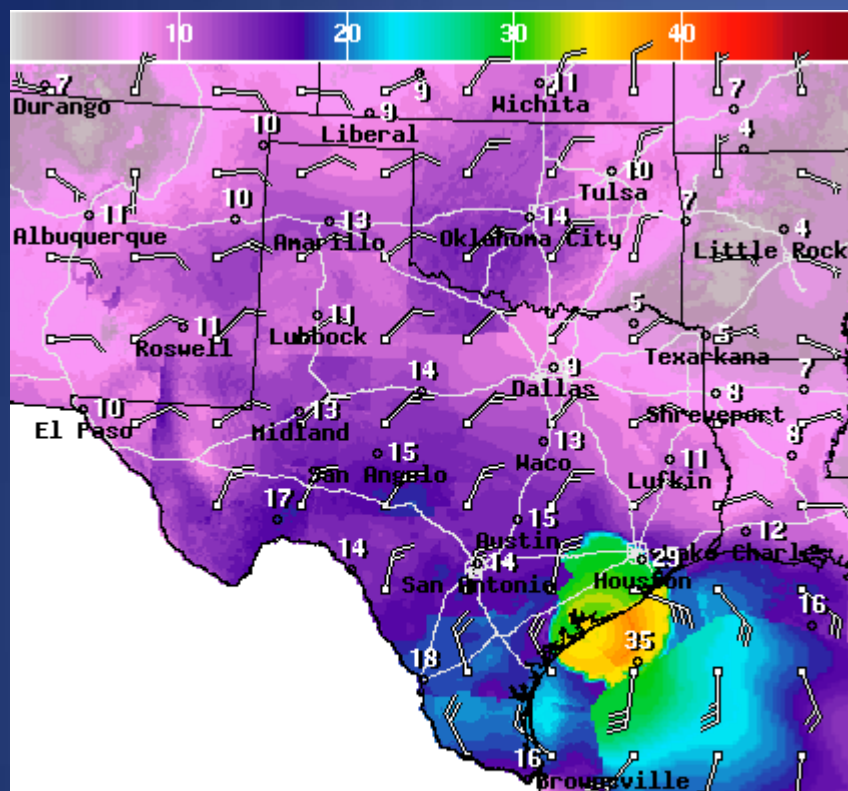 10 20 30 40
7 9 11 7
Durango Wichita
9
Liberal
10 4
10
Tulsa
11 10 13 14 7 4
Albuquerque Amarillo Oklahoma City
Little Rock
11 11 5 5
Roswell Lubbock
Texarkana
14 9 8 7
Dallas
10 13 Shreveport
El Paso Midland
15 13 11 8
San Angelo Waco
Lufkin
17 15 12
Austin Lake Charles
14 14 29
San Antonio Houston
16
18 35
16
Brownsville